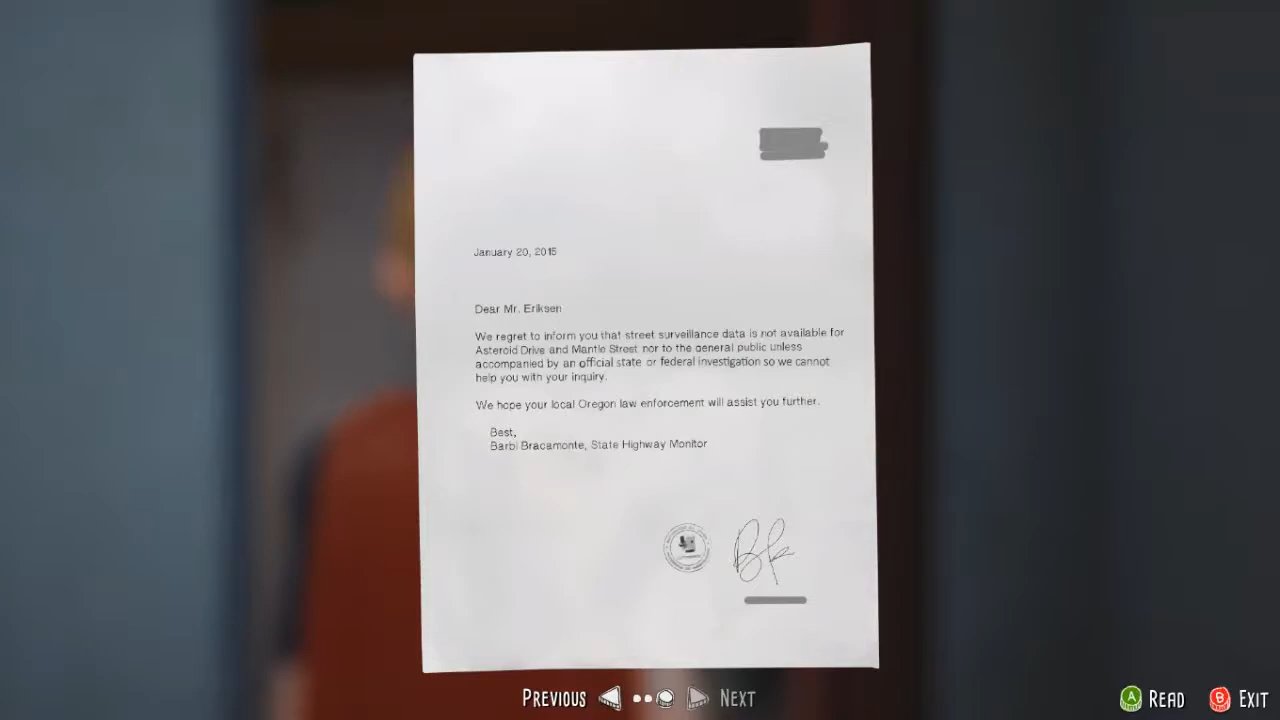 January 20, 2015
Dear Mr. Eriksen
We regret to inform you that street surveillance data is not available for
Asteroid Drive and Mantle Street nor to the general public unless
accompanied by an official state or federal investigation so we cannot
help you with your inquiry.
We hope your local Oregon law enforcement will assist you further.
Best,
Barbi Bracamonte, State Highway Monitor
PREVIOUS NEXT
A READ B EXIT